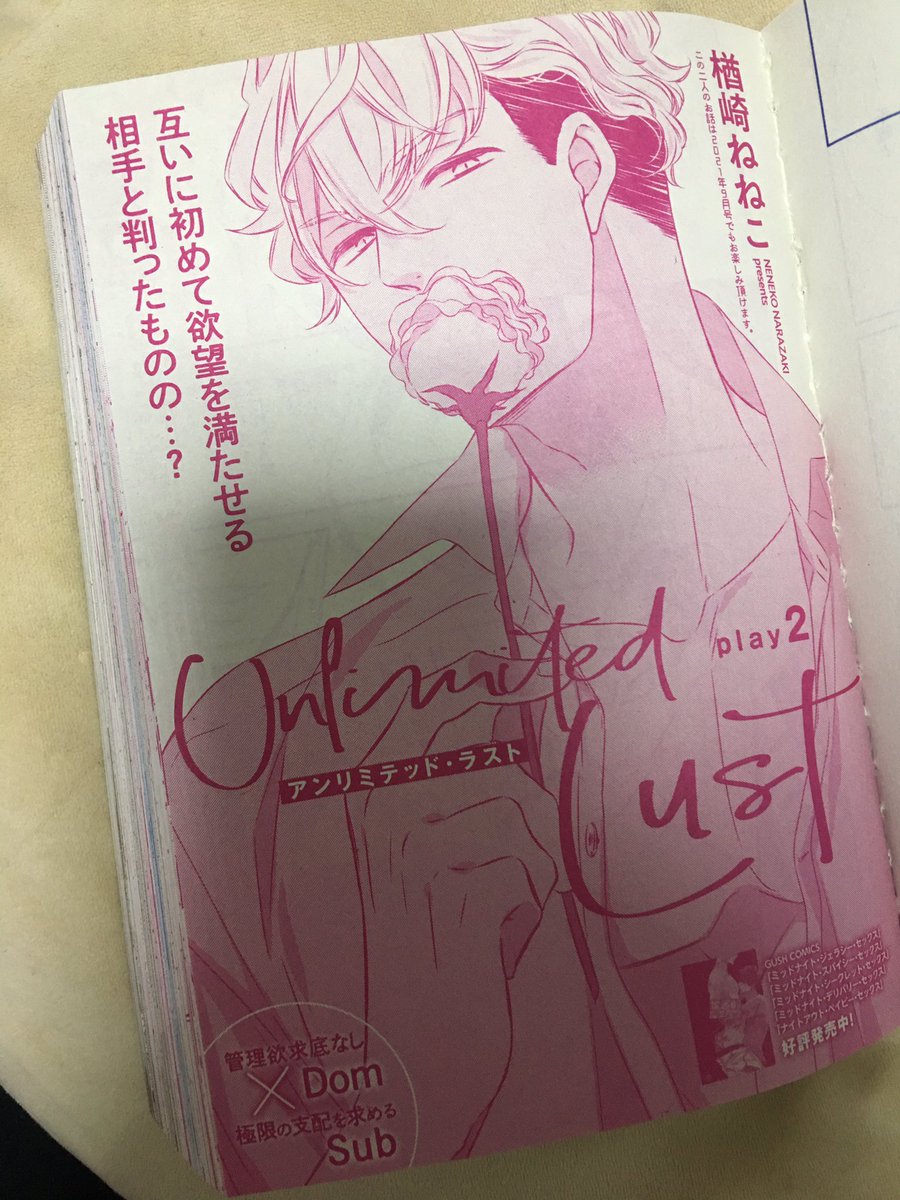 楢崎ねねこ
NENEKO NARAZAKI
presents
この二人のお話は2021年9月号でもお楽しみ頂けます。
互いに初めて欲望を満たせる
相手と判ったものの…?
Unlimited
play2
Lust
アンリミテッド・ラスト
管理欲求底なし
Dom
×
極限の支配を求める
Sub
GUSH COMICS
「ミッドナイト・ジェラシー・セックス」
「ミッドナイト・スパイシー・セックス」
「ミッドナイト・シークレット・セックス」
「ミッドナイト・デリバリー・セックス」
「ナイトアウト・ベイビー・セックス」
好評発売中!